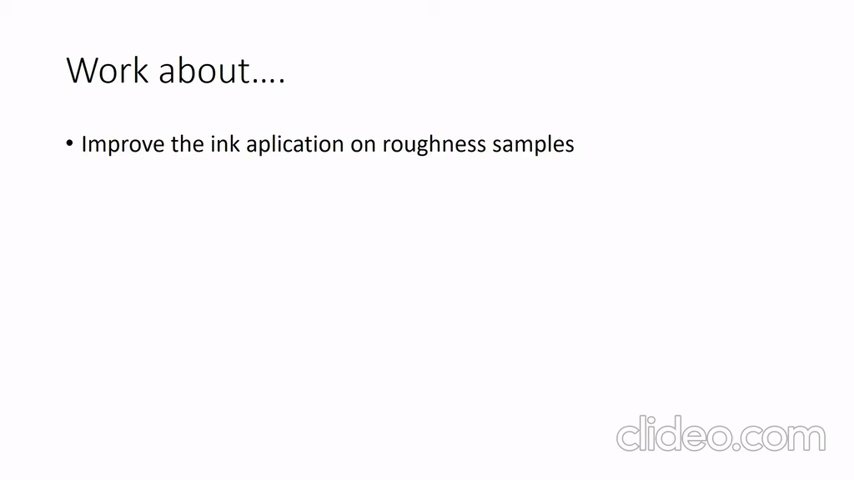 Work about....
• Improve the ink aplication on roughness samples
clideo.com